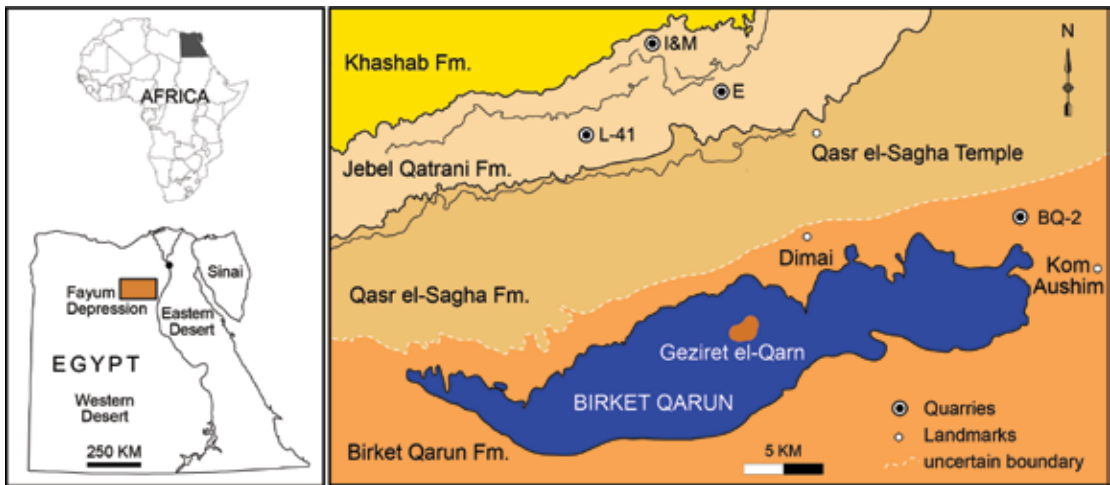 AFRICA
Sinai
Fayum
Depression
Eastern
Desert
EGYPT
Western
Desert
250 KM
Khashab Fm.
I&M
N
E
L-41
Jebel Qatrani Fm.
Qasr el-Sagha Temple
BQ-2
Dimai
Kom
Aushim
Qasr el-Sagha Fm.
Geziret el-Qarn
BIRKET QARUN
Quarries
Landmarks
Birket Qarun Fm.
5 KM
uncertain boundary